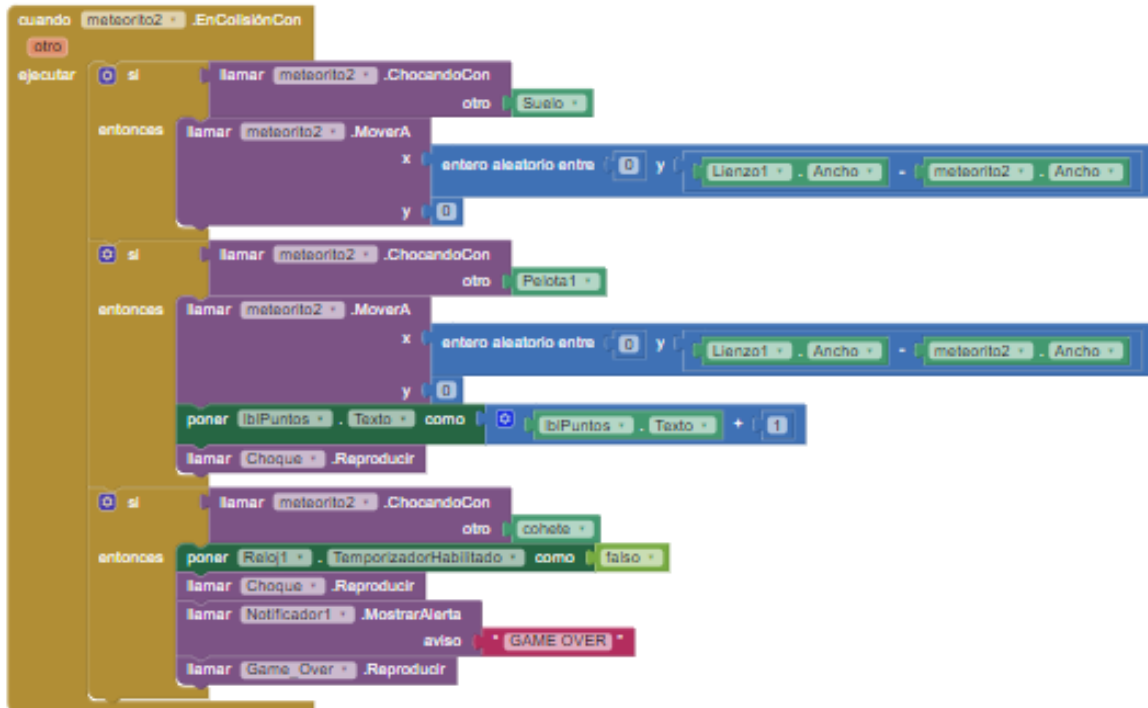 cuando meteorito2 .EnColisiónCon
otro
ejecutar si llamar meteorito2 .ChocandoCon
otro Suelo
entonces llamar meteorito2 .MoverA
x entero aleatorio entre 0 y Lienzo1 . Ancho - meteorito2 . Ancho
y 0
si llamar meteorito2 .ChocandoCon
otro Pelota1
entonces llamar meteorito2 .MoverA
x entero aleatorio entre 0 y Lienzo1 . Ancho - meteorito2 . Ancho
y 0
poner lblPuntos . Texto como lblPuntos . Texto + 1
llamar Choque .Reproducir
si llamar meteorito2 .ChocandoCon
otro cohete
entonces poner Reloj1 . TemporizadorHabilitado como falso
llamar Choque .Reproducir
llamar Notificador1 .MostrarAlerta
aviso " GAME OVER "
llamar Game_Over .Reproducir